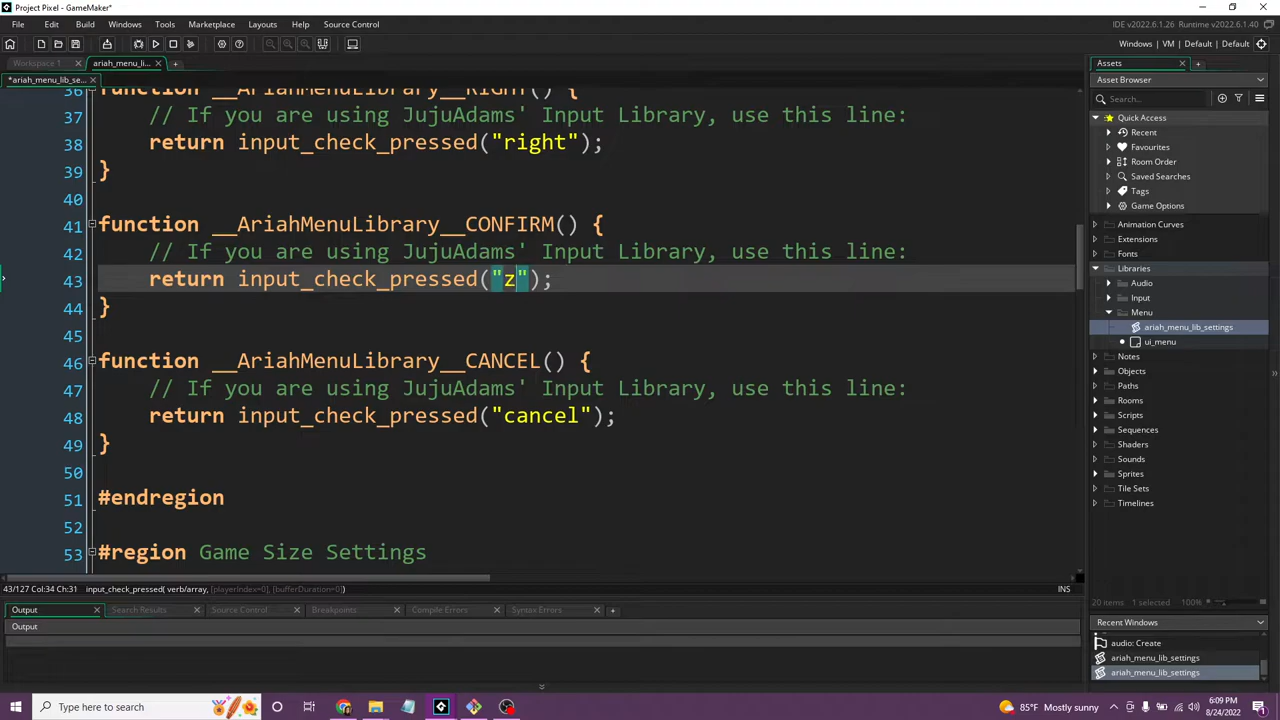 Project Pixel - GameMaker*
File Edit Build Windows Tools Marketplace Layouts Help Source Control
IDE v2022.6.1.26 Runtime v2022.6.1.40
Windows | VM | Default | Default
Workspace 1 ariah_menu_li...
*ariah_menu_lib_se...
36 function __AriahMenuLibrary__RIGHT() {
37 // If you are using JujuAdams' Input Library, use this line:
38 return input_check_pressed("right");
39 }
40
41 function __AriahMenuLibrary__CONFIRM() {
42 // If you are using JujuAdams' Input Library, use this line:
43 return input_check_pressed("z");
44 }
45
46 function __AriahMenuLibrary__CANCEL() {
47 // If you are using JujuAdams' Input Library, use this line:
48 return input_check_pressed("cancel");
49 }
50
51 #endregion
52
53 #region Game Size Settings
43/127 Col:34 Ch:31 input_check_pressed( verb/array, [playerIndex=0], [bufferDuration=0] )
INS
Output Search Results Source Control Breakpoints Compile Errors Syntax Errors
Output
Assets
Asset Browser
Search...
Quick Access
Recent
Favourites
Room Order
Saved Searches
Tags
Game Options
Animation Curves
Extensions
Fonts
Libraries
Audio
Input
Menu
ariah_menu_lib_settings
ui_menu
Notes
Objects
Paths
Rooms
Scripts
Sequences
Shaders
Sounds
Sprites
Tile Sets
Timelines
20 items 1 selected 100%
Recent Windows
audio: Create
ariah_menu_lib_settings
ariah_menu_lib_settings
Type here to search
85°F Mostly sunny
6:09 PM
8/24/2022